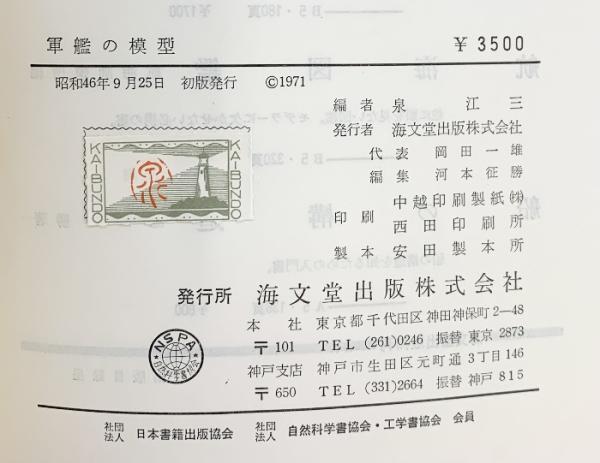 軍艦の模型 ¥3500
昭和46年9月25日 初版発行 ©1971
編者 泉 江三
発行者 海文堂出版株式会社
代表 岡田一雄
編集 河本征勝
印刷 中越印刷製紙㈱
西田印刷所
製本 安田製本所
KAIBUNDO
KAIBUNDO
発行所 海文堂出版株式会社
本社 東京都千代田区神田神保町2―48
〒101 TEL (261)0246 振替 東京 2873
神戸支店 神戸市生田区元町通3丁目146
〒650 TEL (331)2664 振替 神戸 815
NSPA
自然科学書協会
社団法人 日本書籍出版協会 社団法人 自然科学書協会・工学書協会 会員